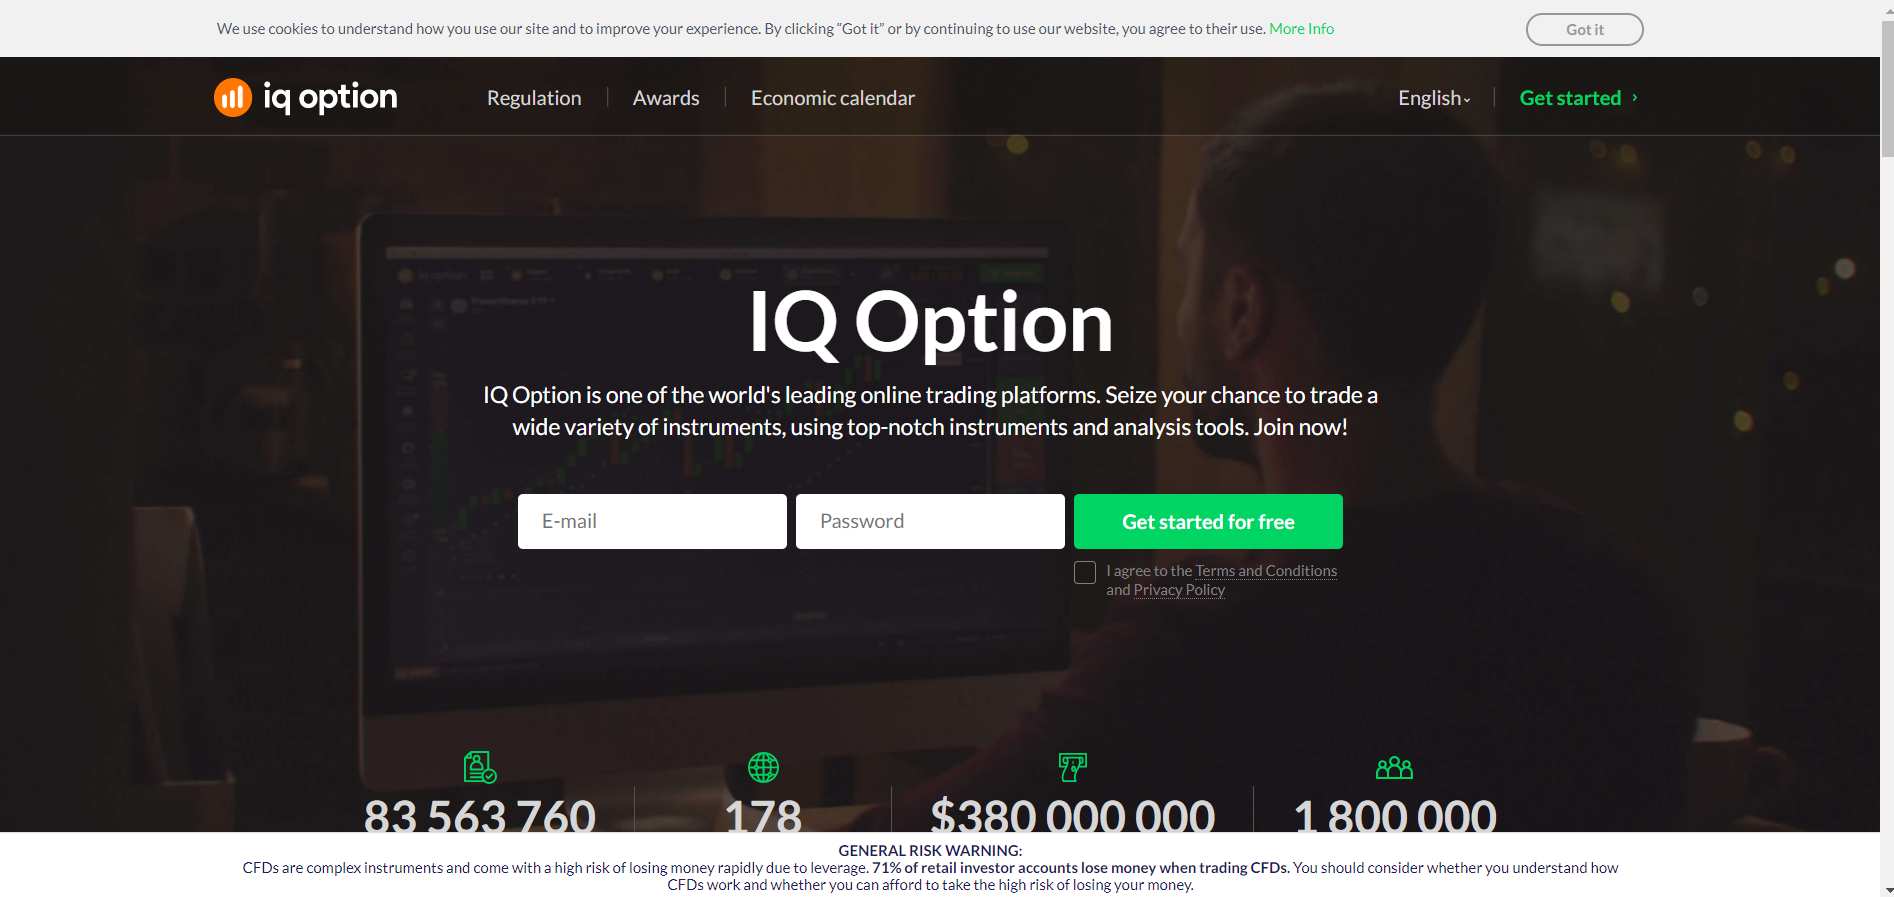 We use cookies to understand how you use our site and to improve your experience. By clicking “Got it” or by continuing to use our website, you agree to their use. More Info
Got it
iq option
Regulation
Awards
Economic calendar
English
Get started
IQ Option
IQ Option is one of the world's leading online trading platforms. Seize your chance to trade a
wide variety of instruments, using top-notch instruments and analysis tools. Join now!
E-mail
Password
Get started for free
I agree to the Terms and Conditions
and Privacy Policy
83 563 760
178
$380 000 000
1 800 000
GENERAL RISK WARNING:
CFDs are complex instruments and come with a high risk of losing money rapidly due to leverage. 71% of retail investor accounts lose money when trading CFDs. You should consider whether you understand how
CFDs work and whether you can afford to take the high risk of losing your money.